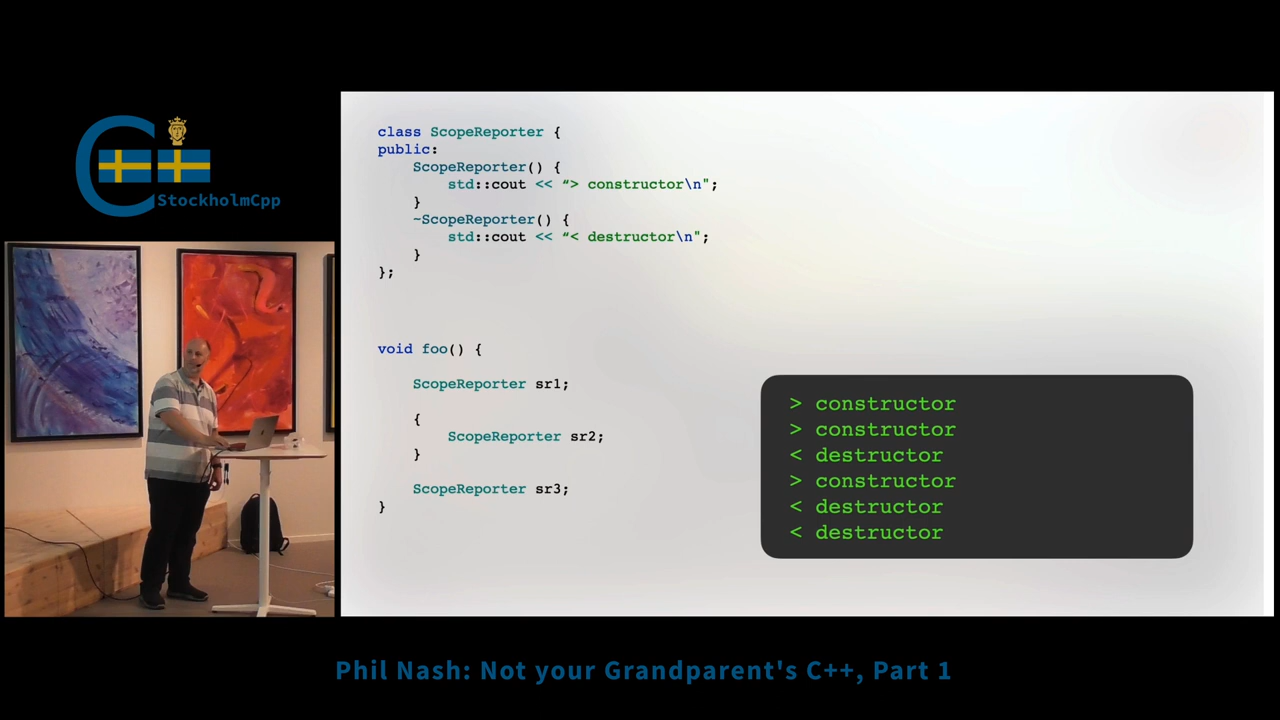 StockholmCpp
class ScopeReporter {
public:
    ScopeReporter() {
        std::cout << “> constructor\n";
    }
    ~ScopeReporter() {
        std::cout << “< destructor\n";
    }
};
void foo() {
    ScopeReporter sr1;
    {
        ScopeReporter sr2;
    }
    ScopeReporter sr3;
}
> constructor
> constructor
< destructor
> constructor
< destructor
< destructor
Phil Nash: Not your Grandparent's C++, Part 1